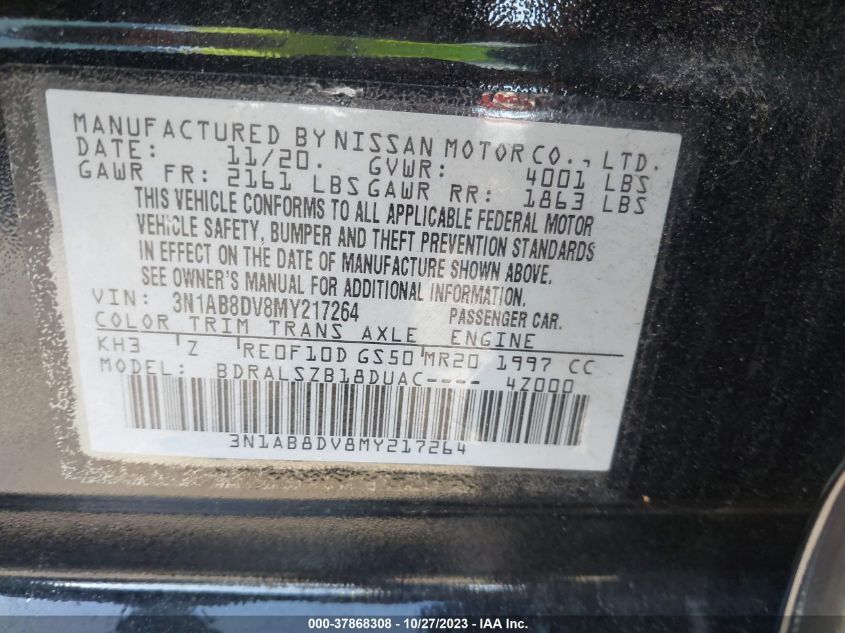 MANUFACTURED BY NISSAN MOTOR CO., LTD.
DATE: 11/20. GVWR: 4001 LBS
GAWR FR: 2161 LBS GAWR RR: 1863 LBS
THIS VEHICLE CONFORMS TO ALL APPLICABLE FEDERAL MOTOR
VEHICLE SAFETY, BUMPER AND THEFT PREVENTION STANDARDS
IN EFFECT ON THE DATE OF MANUFACTURE SHOWN ABOVE.
SEE OWNER'S MANUAL FOR ADDITIONAL INFORMATION.
VIN: 3N1AB8DV8MY217264 PASSENGER CAR.
COLOR TRIM TRANS AXLE ENGINE
KH3 Z RE0F10D GS50 MR20 1997 CC
MODEL: BDRALSZB18DUAC---- 4Z000
3N1AB8DV8MY217264
000-37868308 - 10/27/2023 - IAA Inc.